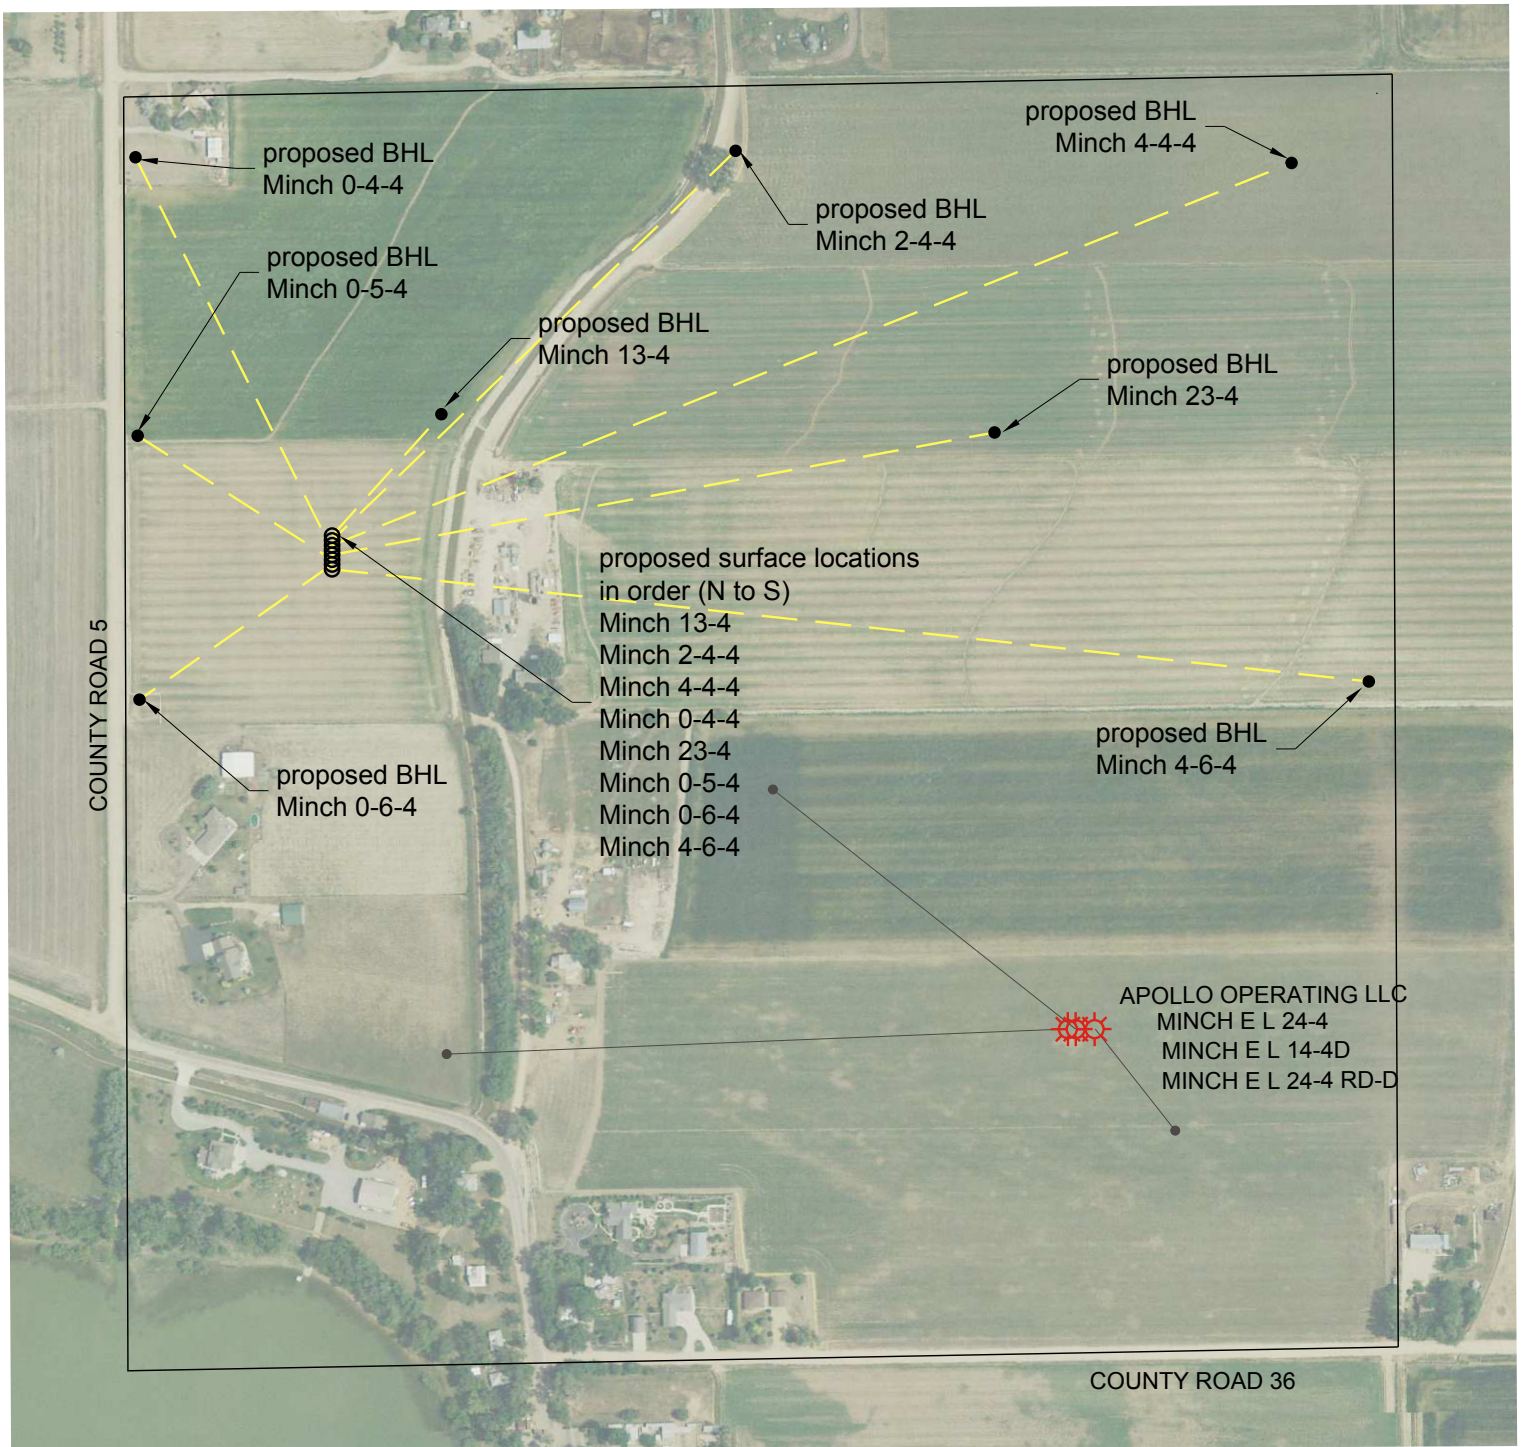 proposed BHL
Minch 4-4-4
proposed BHL
Minch 0-4-4
proposed BHL
Minch 2-4-4
proposed BHL
Minch 0-5-4
proposed BHL
Minch 13-4
proposed BHL
Minch 23-4
proposed surface locations
in order (N to S)
Minch 13-4
Minch 2-4-4
Minch 4-4-4
Minch 0-4-4
Minch 23-4
Minch 0-5-4
Minch 0-6-4
Minch 4-6-4
COUNTY ROAD 5
proposed BHL
Minch 4-6-4
proposed BHL
Minch 0-6-4
APOLLO OPERATING LLC
MINCH E L 24-4
MINCH E L 14-4D
MINCH E L 24-4 RD-D
COUNTY ROAD 36